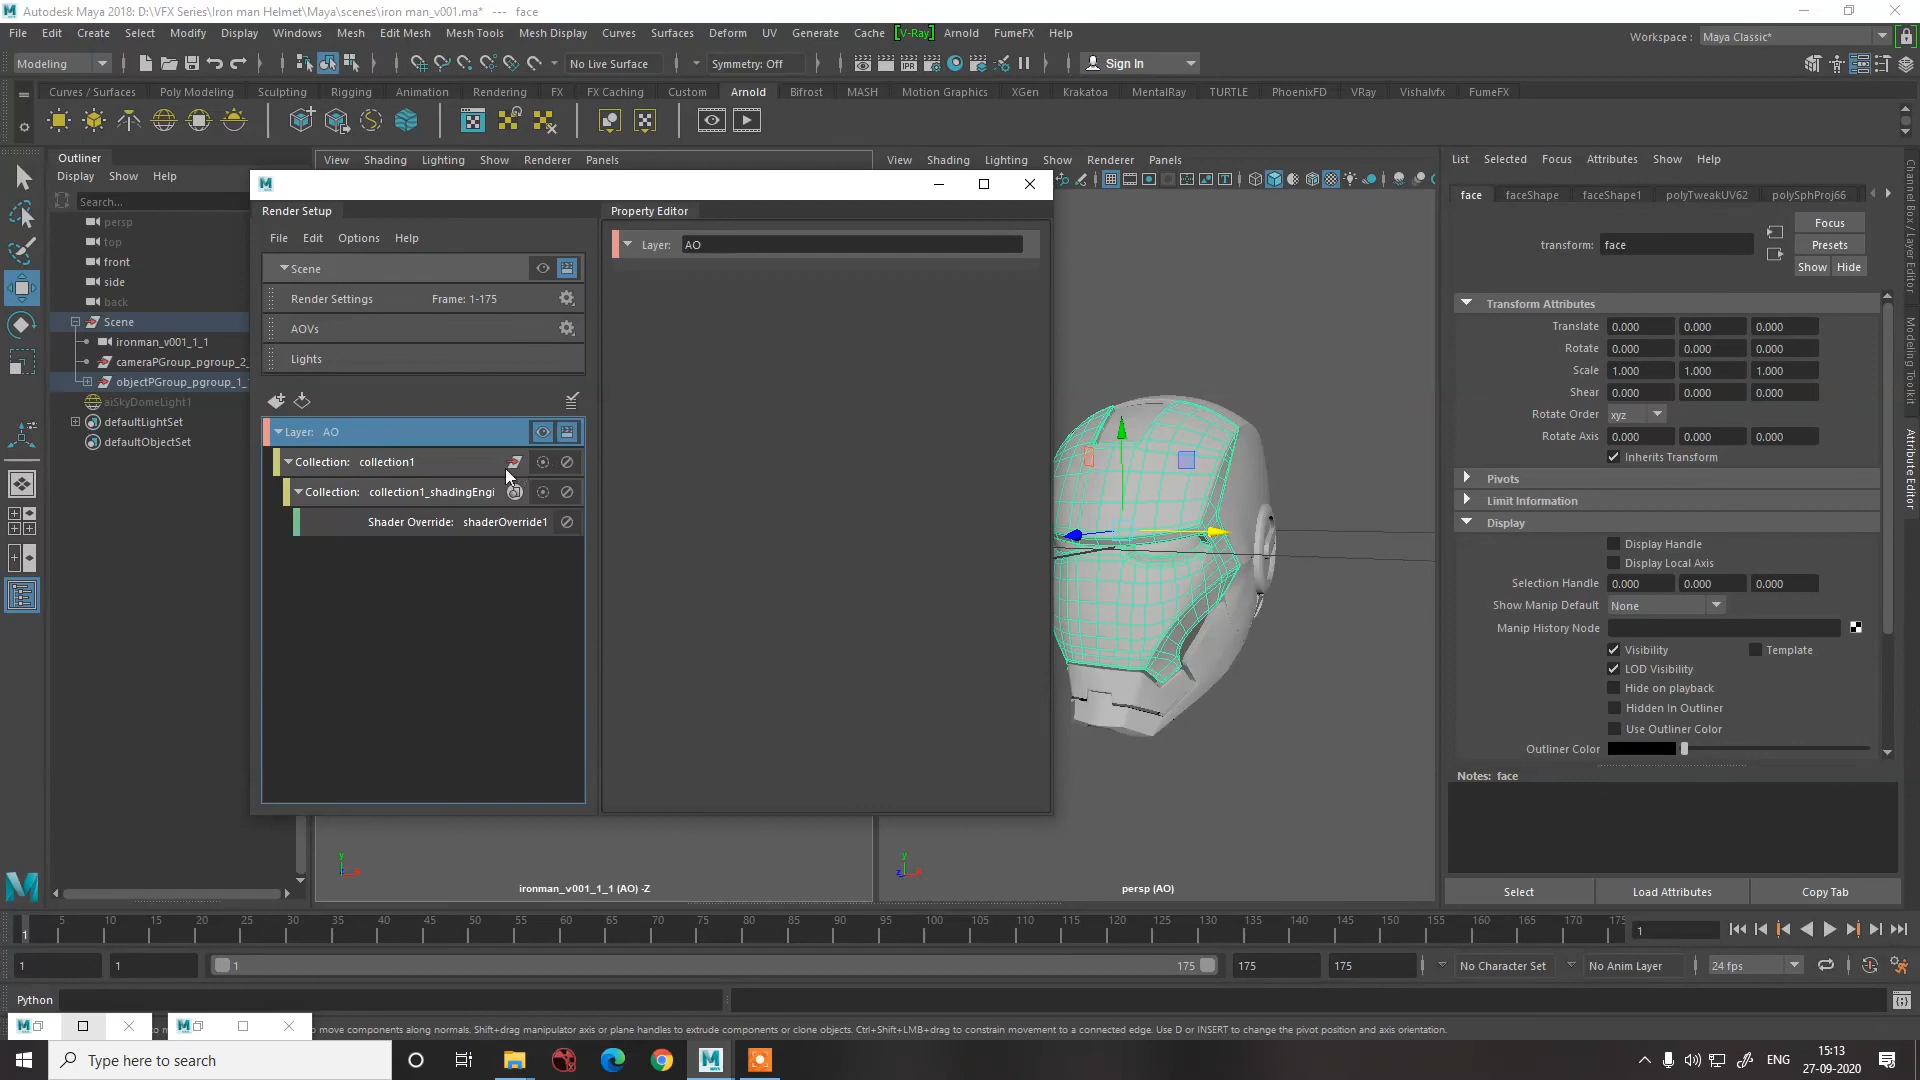 Autodesk Maya 2018: D:\VFX Series\Iron man Helmet\Maya\scenes\iron man_v001.ma*   ---   face
File Edit Create Select Modify Display Windows Mesh Edit Mesh Mesh Tools Mesh Display Curves Surfaces Deform UV Generate Cache [V-Ray] Arnold FumeFX Help
Workspace : Maya Classic*
Modeling No Live Surface Symmetry: Off Sign In
Curves / Surfaces Poly Modeling Sculpting Rigging Animation Rendering FX FX Caching Custom Arnold Bifrost MASH Motion Graphics XGen Krakatoa MentalRay TURTLE PhoenixFD VRay Vishalvfx FumeFX
IPR
Outliner
Display Show Help
Search...
persp
top
front
side
back
Scene
ironman_v001_1_1
cameraPGroup_pgroup_2_
objectPGroup_pgroup_1_
aiSkyDomeLight1
defaultLightSet
defaultObjectSet
View Shading Lighting Show Renderer Panels
View Shading Lighting Show Renderer Panels
Render Setup
File Edit Options Help
Scene
Render Settings Frame: 1-175
AOVs
Lights
Layer: AO
Collection: collection1
Collection: collection1_shadingEngi
Shader Override: shaderOverride1
Property Editor
Layer: AO
ironman_v001_1_1 (AO) -Z
persp (AO)
List Selected Focus Attributes Show Help
face faceShape faceShape1 polyTweakUV62 polySphProj66
transform: face
Focus
Presets
Show Hide
Transform Attributes
Translate 0.000 0.000 0.000
Rotate 0.000 0.000 0.000
Scale 1.000 1.000 1.000
Shear 0.000 0.000 0.000
Rotate Order xyz
Rotate Axis 0.000 0.000 0.000
Inherits Transform
Pivots
Limit Information
Display
Display Handle
Display Local Axis
Selection Handle 0.000 0.000 0.000
Show Manip Default None
Manip History Node
Visibility Template
LOD Visibility
Hide on playback
Hidden In Outliner
Use Outliner Color
Outliner Color
Notes: face
Select Load Attributes Copy Tab
Channel Box / Layer Editor
Modeling Toolkit
Attribute Editor
5 10 15 20 25 30 35 40 45 50 55 60 65 70 75 80 85 90 95 100 105 110 115 120 125 130 135 140 145 150 155 160 165 170 175
1
1
1 1 1 175 175 175 No Character Set No Anim Layer 24 fps
Python
to move components along normals. Shift+drag manipulator axis or plane handles to extrude components or clone objects. Ctrl+Shift+LMB+drag to constrain movement to a connected edge. Use D or INSERT to change the pivot position and axis orientation.
Type here to search
ENG
15:13
27-09-2020